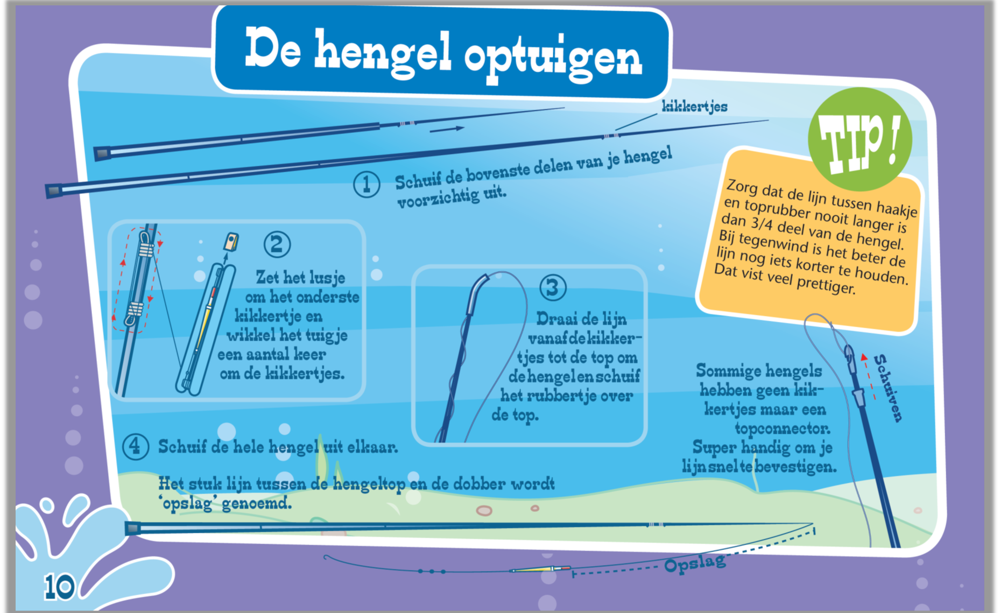 De hengel optuigen
kikkertjes
1 Schuif de bovenste delen van je hengel
voorzichtig uit.
TIP!
Zorg dat de lijn tussen haakje
en toprubber nooit langer is
dan 3/4 deel van de hengel.
Bij tegenwind is het beter de
lijn nog iets korter te houden.
Dat vist veel prettiger.
2
Zet het lusje
om het onderste
kikkertje en
wikkel het tuigje
een aantal keer
om de kikkertjes.
3
Draai de lijn
vanaf de kikker-
tjes tot de top om
de hengel en schuif
het rubbertje over
de top.
Sommige hengels
hebben geen kik-
kertjes maar een
topconnector.
Super handig om je
lijn snel te bevestigen.
Schuiven
4 Schuif de hele hengel uit elkaar.
Het stuk lijn tussen de hengeltop en de dobber wordt
‘opslag’ genoemd.
Opslag
10